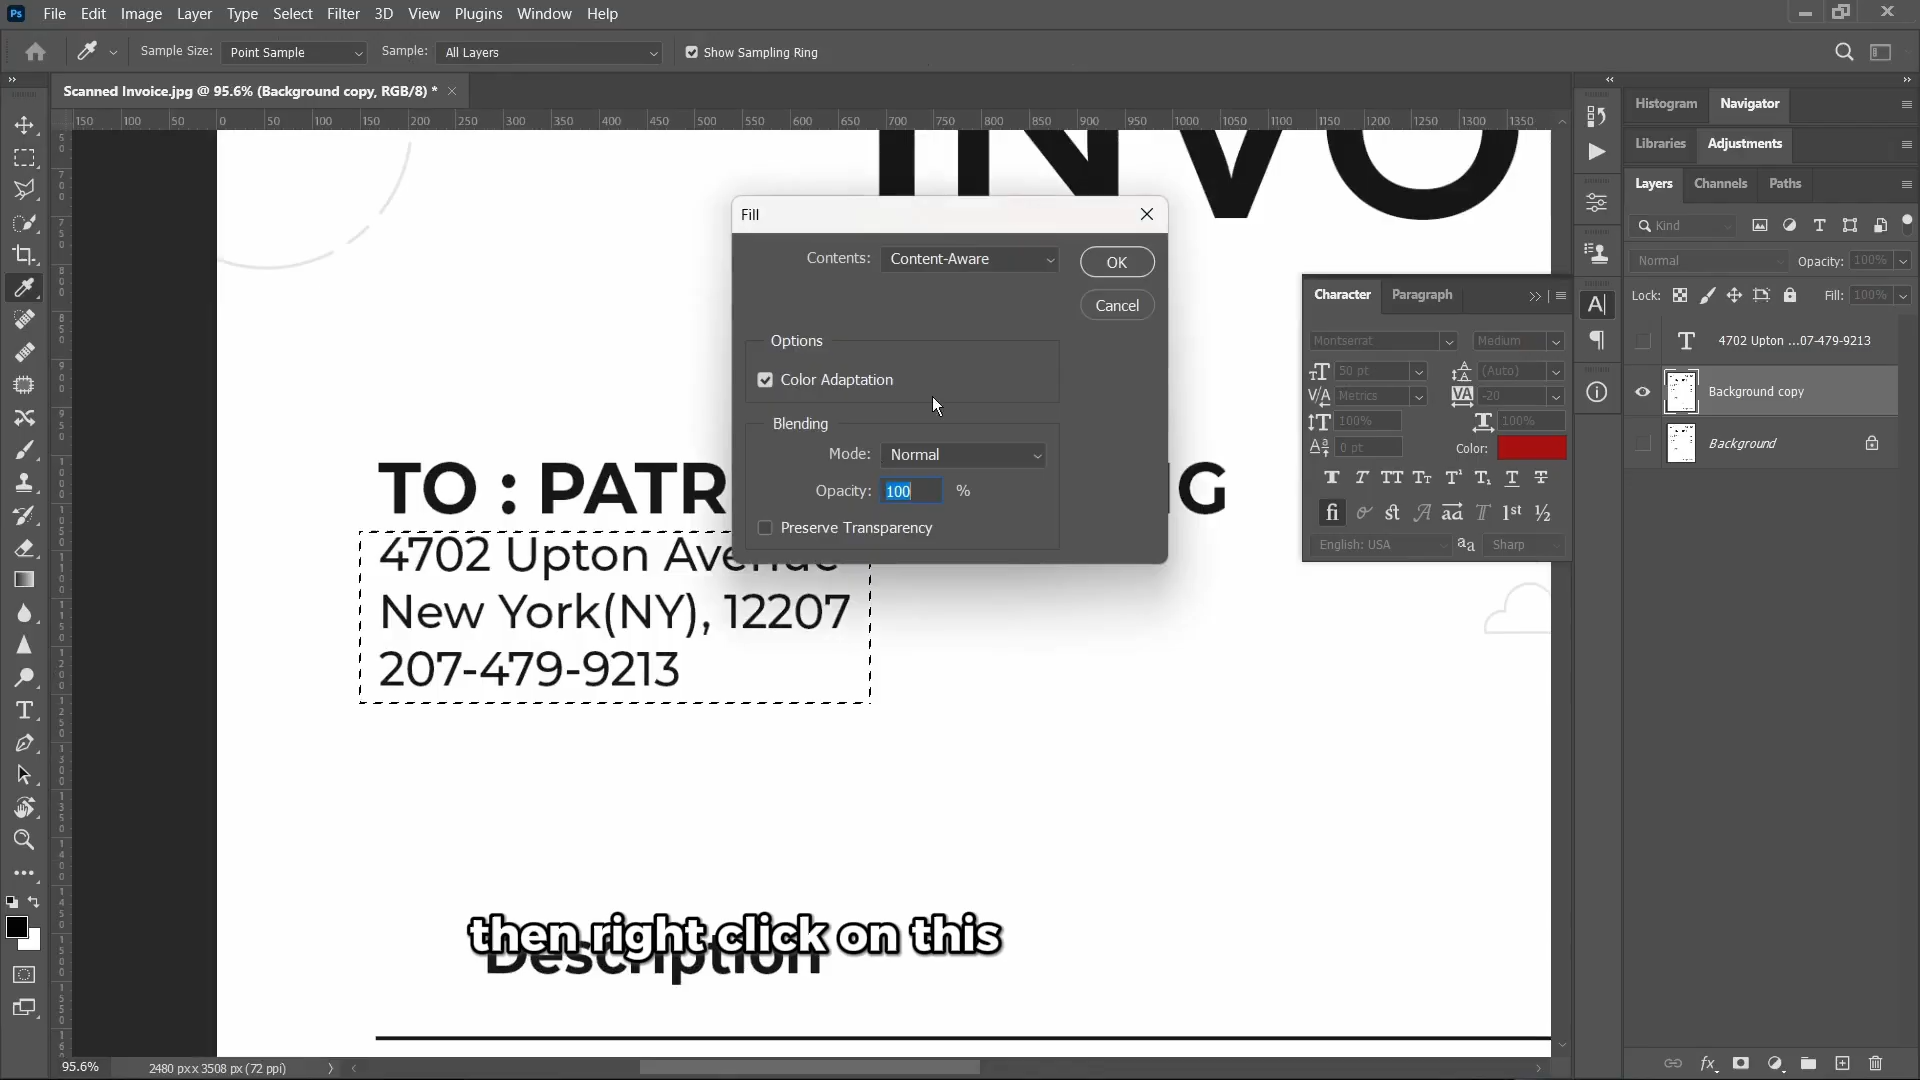 Ps File Edit Image Layer Type Select Filter 3D View Plugins Window Help
Sample Size: Point Sample Sample: All Layers Show Sampling Ring
Scanned Invoice.jpg @ 95.6% (Background copy, RGB/8) *
150 100 50 0 50 100 150 200 250 300 350 400 450 500 550 600 650 700 750 800 850 900 950 1000 1050 1100 1150 1200 1250 1300 1350
Histogram Navigator
Libraries Adjustments
Layers Channels Paths
Kind
Normal Opacity: 100%
Lock: Fill: 100%
4702 Upton ...07-479-9213
Background copy
Background
INVO
Fill
Contents: Content-Aware
OK
Cancel
Options
Color Adaptation
Blending
Mode: Normal
Opacity: 100 %
Preserve Transparency
Character Paragraph
Montserrat Medium
50 pt (Auto)
Metrics -20
100% 100%
0 pt Color:
English: USA aa Sharp
TO : PATR G
4702 Upton Avenue
New York(NY), 12207
207-479-9213
then right click on this
Description
95.6% 2480 px x 3508 px (72 ppi)